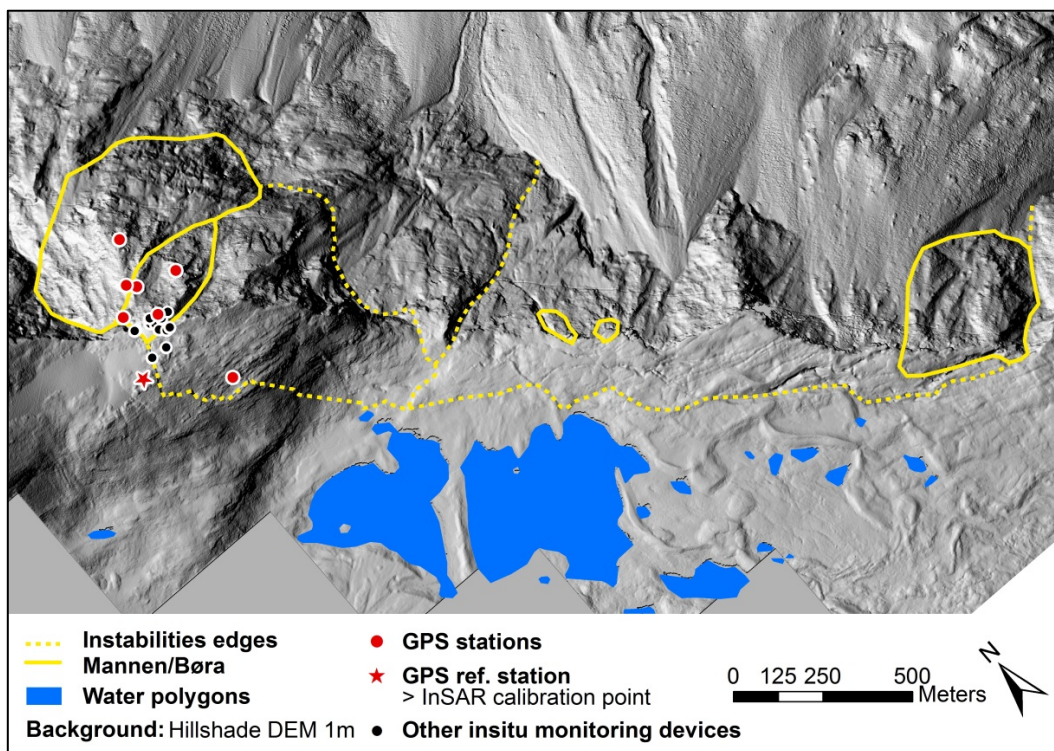 Instabilities edges
Mannen/Børa
Water polygons
Background: Hillshade DEM 1m
GPS stations
GPS ref. station
> InSAR calibration point
Other insitu monitoring devices
N
0 125 250 500
Meters